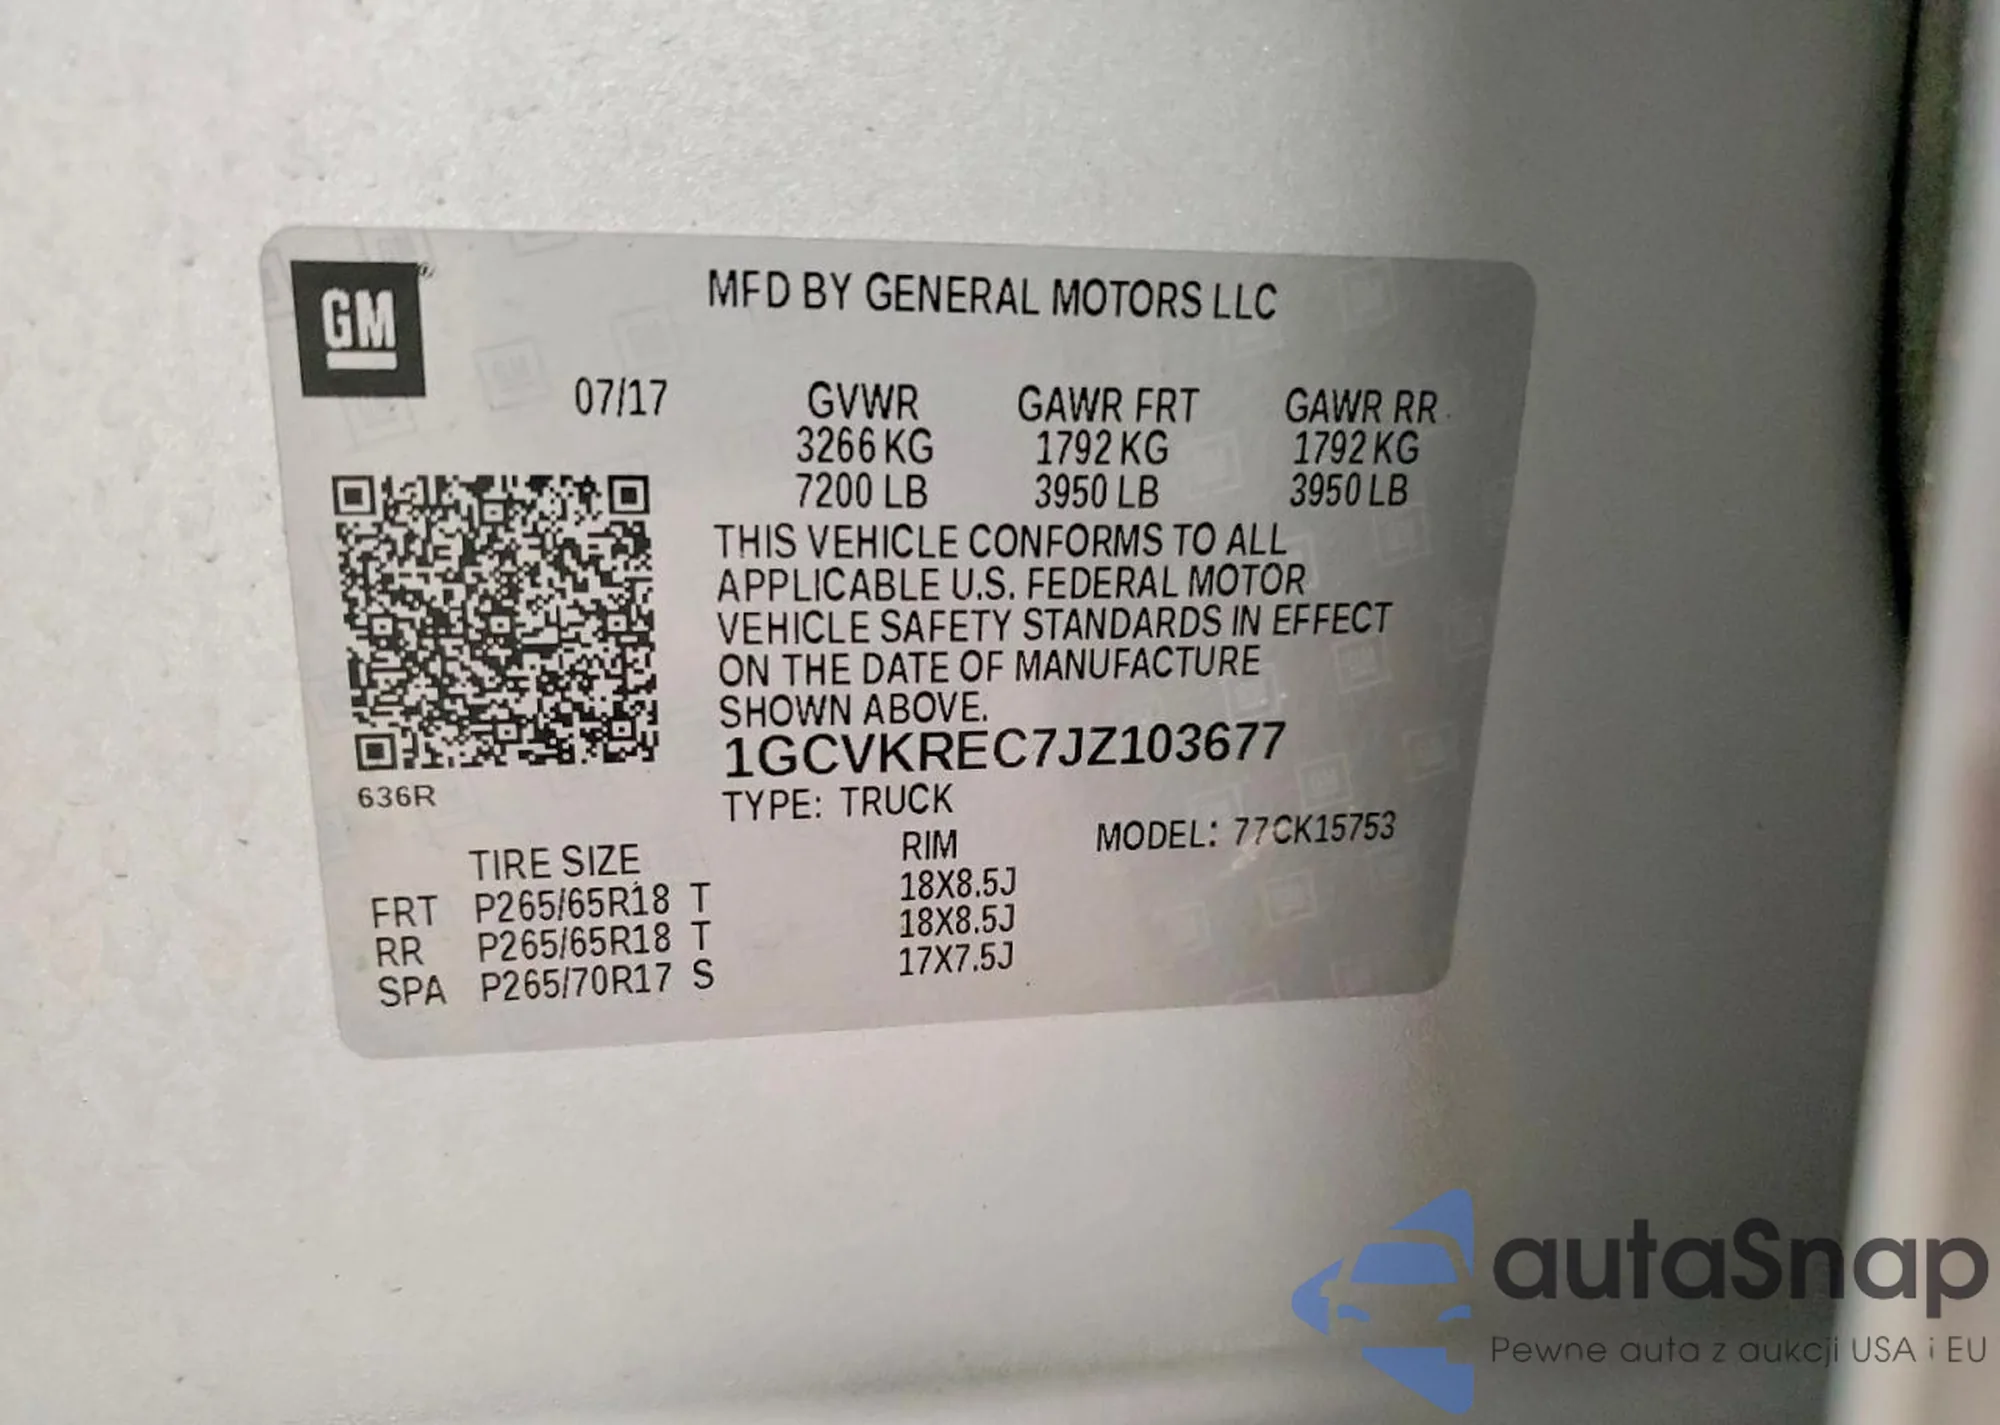 GM
MFD BY GENERAL MOTORS LLC
07/17 GVWR GAWR FRT GAWR RR
3266 KG 1792 KG 1792 KG
7200 LB 3950 LB 3950 LB
THIS VEHICLE CONFORMS TO ALL
APPLICABLE U.S. FEDERAL MOTOR
VEHICLE SAFETY STANDARDS IN EFFECT
ON THE DATE OF MANUFACTURE
SHOWN ABOVE.
1GCVKREC7JZ103677
636R
TYPE: TRUCK
MODEL: 77CK15753
TIRE SIZE RIM
FRT P265/65R18 T 18X8.5J
RR P265/65R18 T 18X8.5J
SPA P265/70R17 S 17X7.5J
autaSnap
Pewne auta z aukcji USA i EU